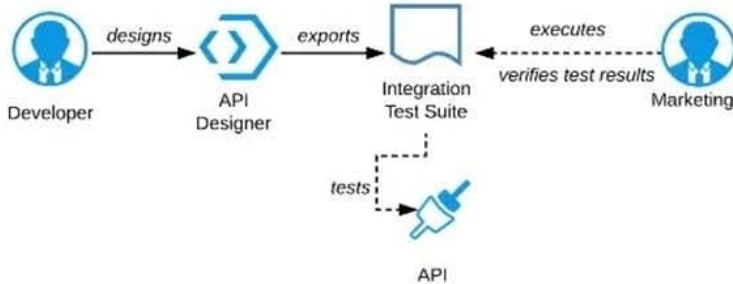 designs
exports
executes
verifies test results
Developer
API
Designer
Integration
Test Suite
Marketing
tests
API